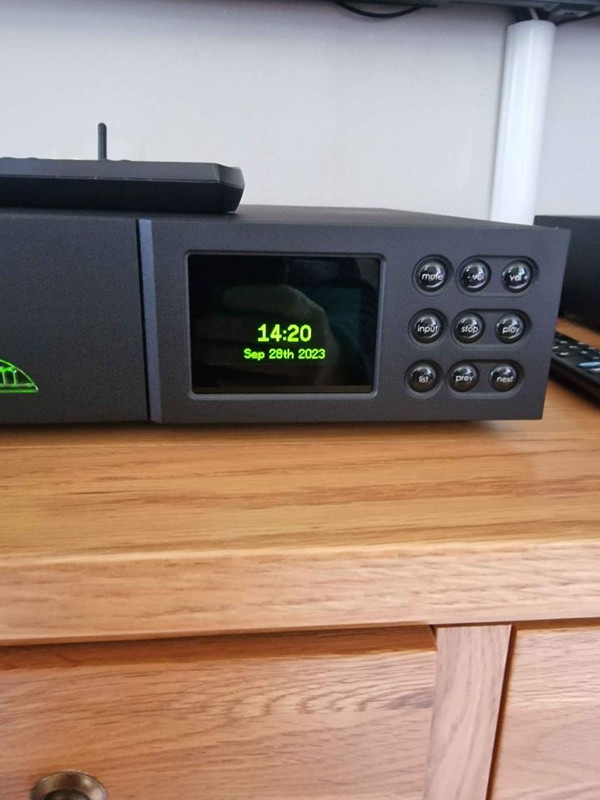 14:20
Sep 28th 2023
mute - vol vol
input stop play
list prev next